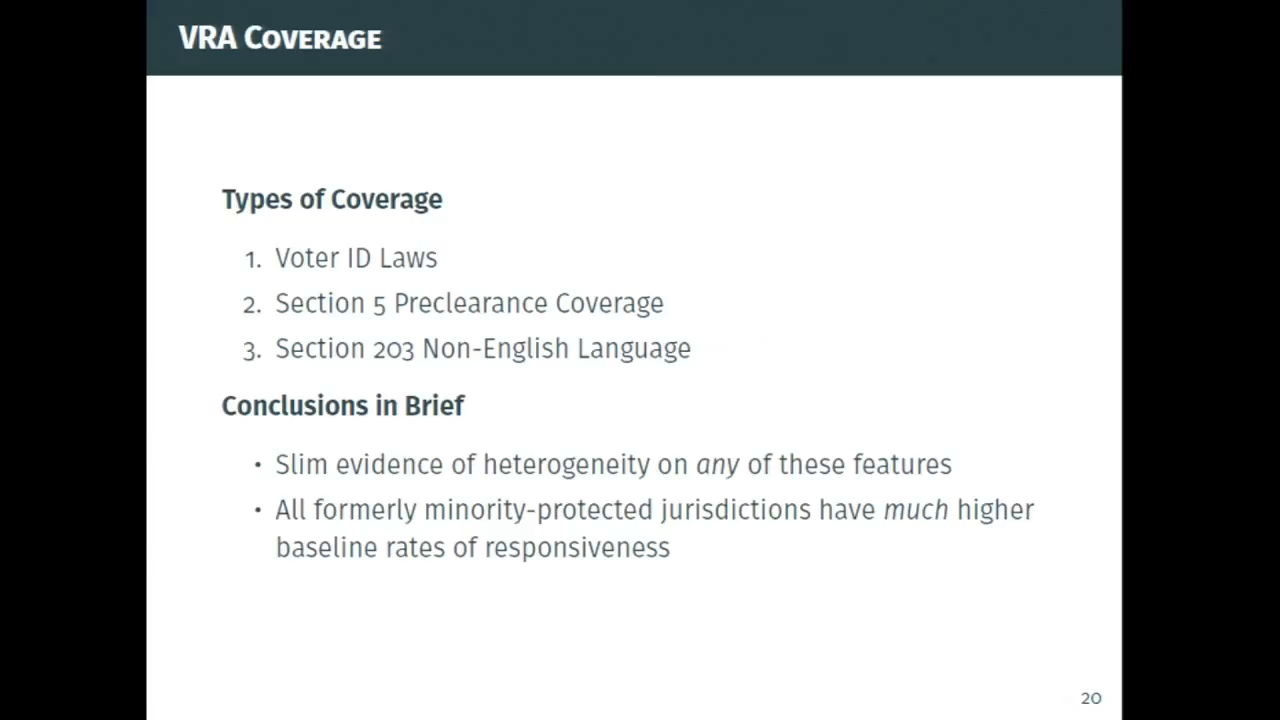 VRA Coverage
Types of Coverage
1. Voter ID Laws
2. Section 5 Preclearance Coverage
3. Section 203 Non-English Language
Conclusions in Brief
• Slim evidence of heterogeneity on any of these features
• All formerly minority-protected jurisdictions have much higher
baseline rates of responsiveness
20